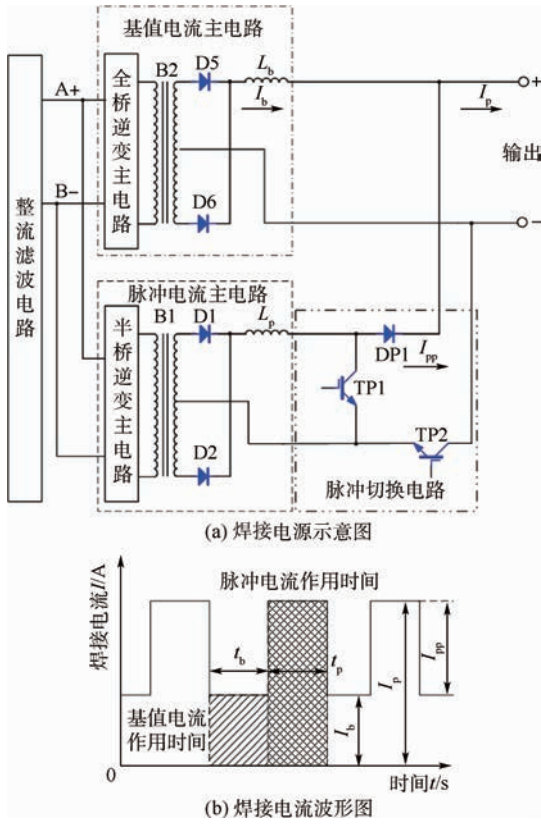 基值电流主电路
全桥逆变主电路
B2
D5
D6
L_b
I_b
I_p
+
输出
−
A+
B−
整流滤波电路
脉冲电流主电路
半桥逆变主电路
B1
D1
D2
L_p
DP1
I_pp
TP1
TP2
脉冲切换电路
(a) 焊接电源示意图
焊接电流I/A
脉冲电流作用时间
t_b
t_p
I_b
I_p
I_pp
基值电流
作用时间
0
时间t/s
(b) 焊接电流波形图